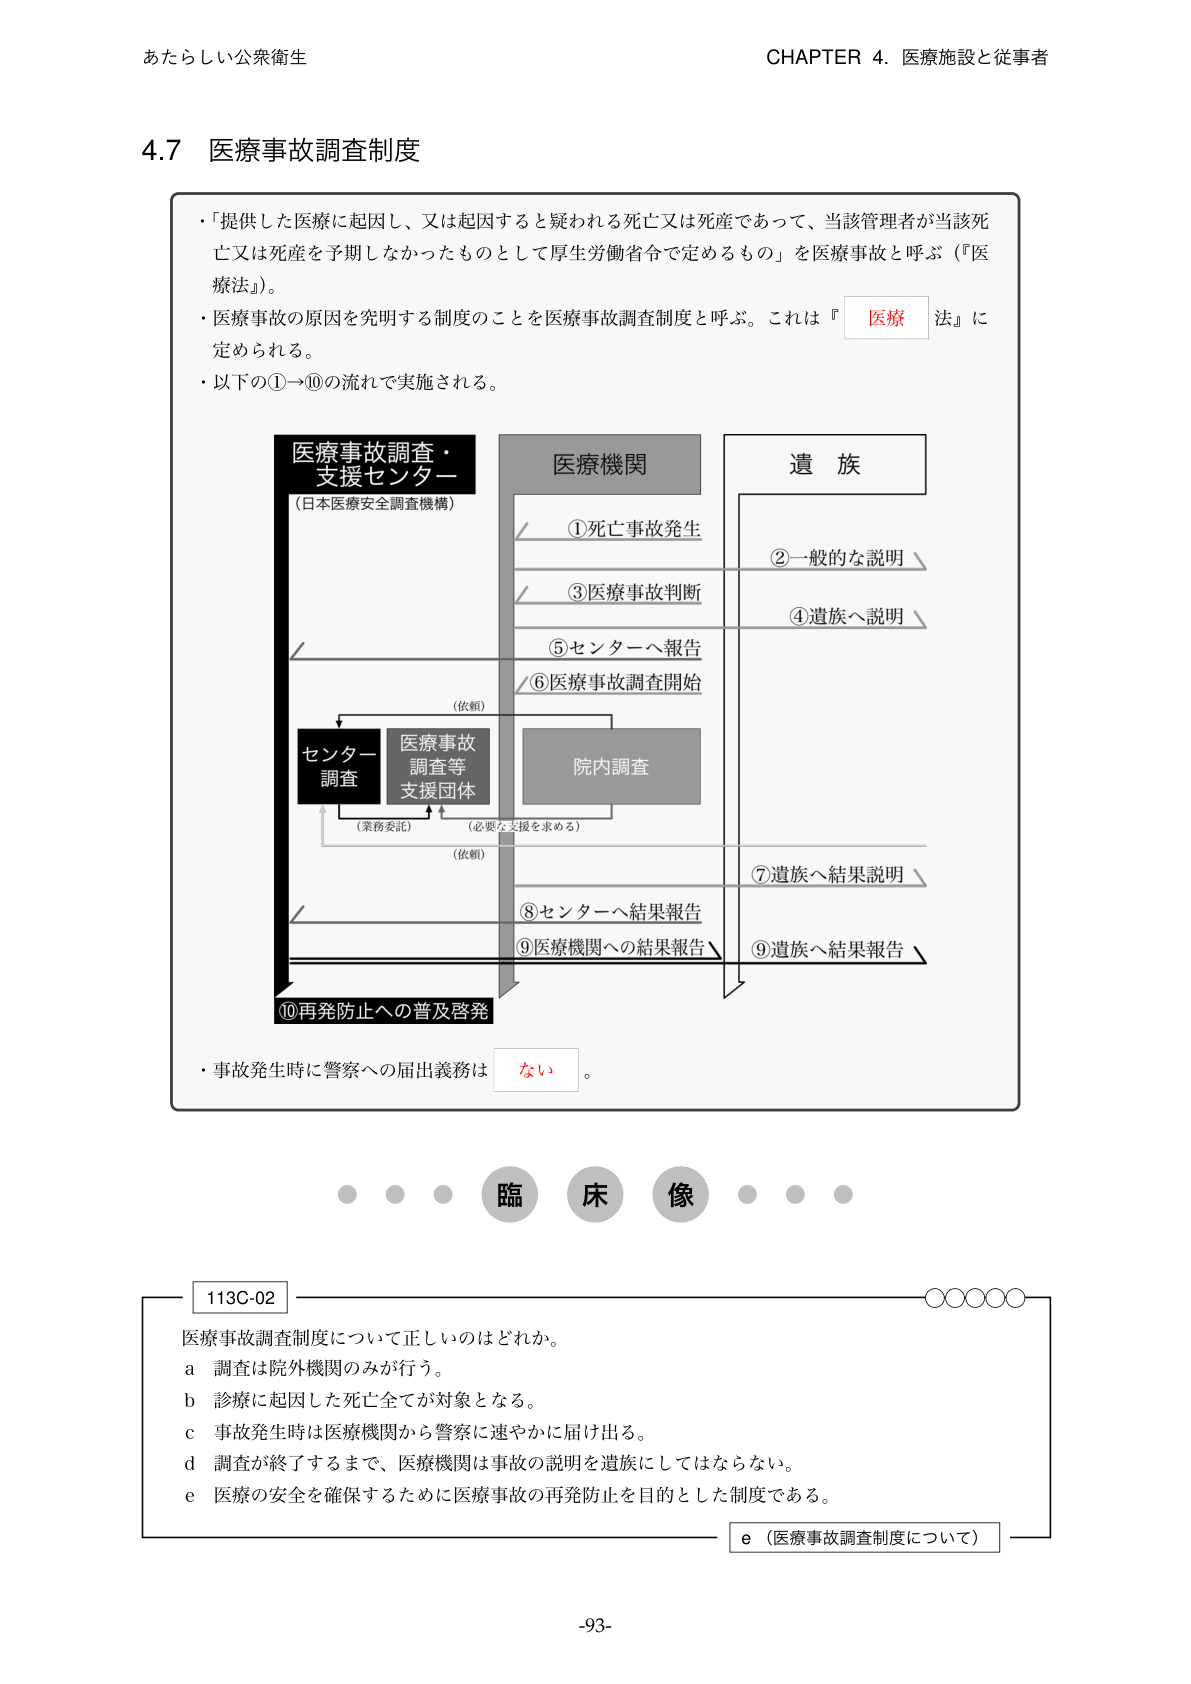 あたらしい公衆衛生
CHAPTER 4. 医療施設と従事者
4.7 医療事故調査制度
・「提供した医療に起因し、又は起因すると疑われる死亡又は死産であって、当該管理者が当該死
亡又は死産を予期しなかったものとして厚生労働省令で定めるもの」を医療事故と呼ぶ（『医
療法』）。
・医療事故の原因を究明する制度のことを医療事故調査制度と呼ぶ。これは『 医療 法』に
定められる。
・以下の①→⑩の流れで実施される。
医療事故調査・
支援センター
（日本医療安全調査機構）
医療機関
遺 族
①死亡事故発生
②一般的な説明
③医療事故判断
④遺族へ説明
⑤センターへ報告
⑥医療事故調査開始
（依頼）
センター
調査
医療事故
調査等
支援団体
院内調査
（業務委託）
（必要な支援を求める）
（依頼）
⑦遺族へ結果説明
⑧センターへ結果報告
⑨医療機関への結果報告
⑨遺族へ結果報告
⑩再発防止への普及啓発
・事故発生時に警察への届出義務は ない 。
臨 床 像
113C-02
医療事故調査制度について正しいのはどれか。
a 調査は院外機関のみが行う。
b 診療に起因した死亡全てが対象となる。
c 事故発生時は医療機関から警察に速やかに届け出る。
d 調査が終了するまで、医療機関は事故の説明を遺族にしてはならない。
e 医療の安全を確保するために医療事故の再発防止を目的とした制度である。
e （医療事故調査制度について）
-93-